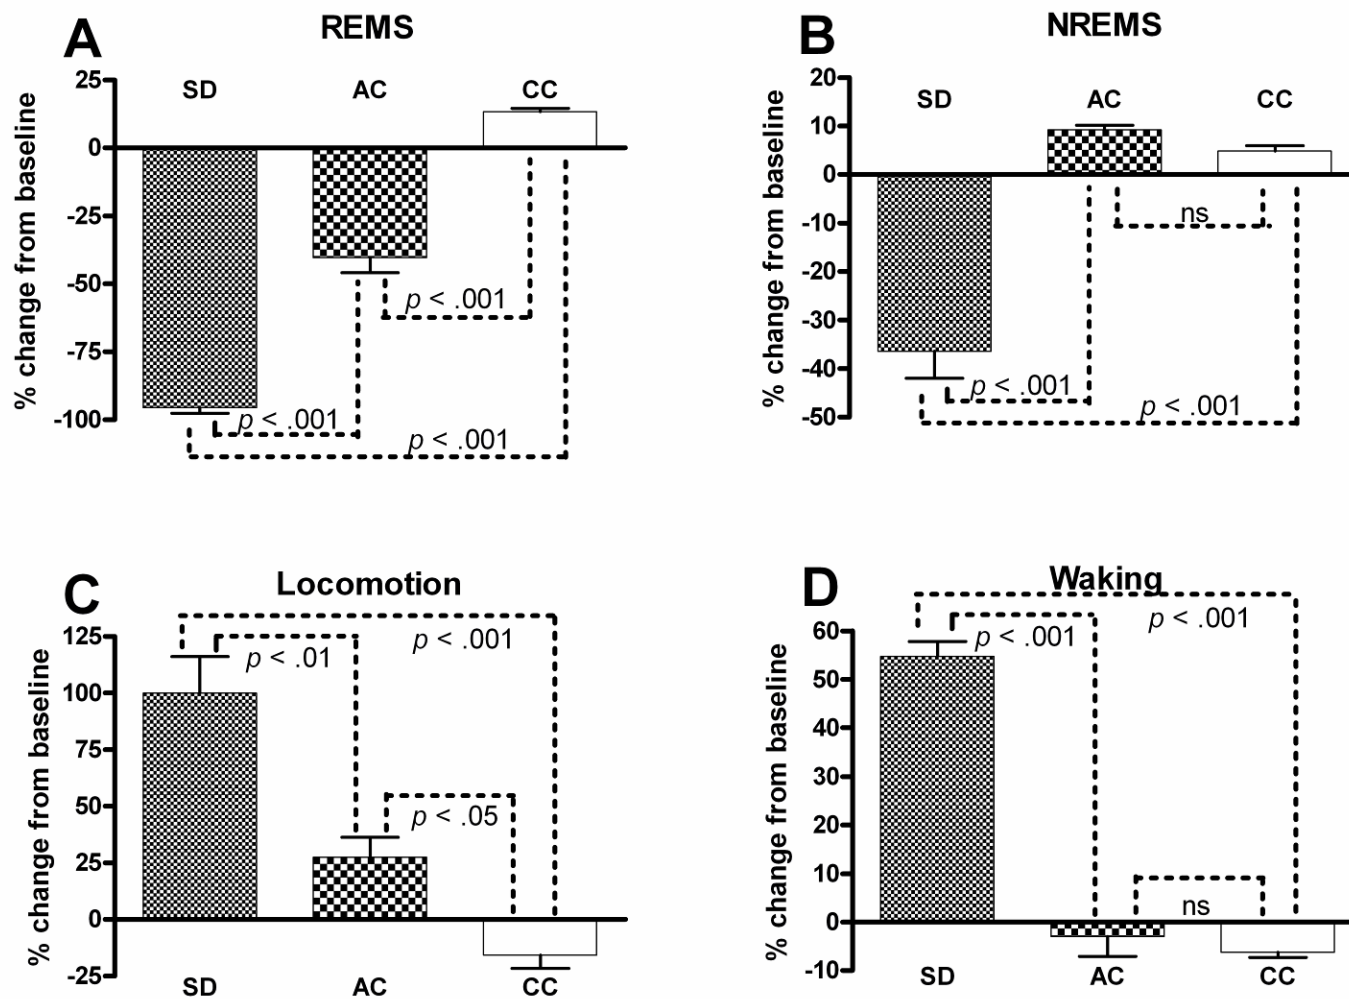 A
REMS
% change from baseline
25
0
-25
-50
-75
-100
SD
AC
CC
p < .001
p < .001
p < .001
B
NREMS
% change from baseline
20
10
0
-10
-20
-30
-40
-50
SD
AC
CC
ns
p < .001
p < .001
C
Locomotion
% change from baseline
125
100
75
50
25
0
-25
p < .001
p < .01
p < .05
SD
AC
CC
D
Waking
% change from baseline
60
50
40
30
20
10
0
-10
p < .001
p < .001
ns
SD
AC
CC